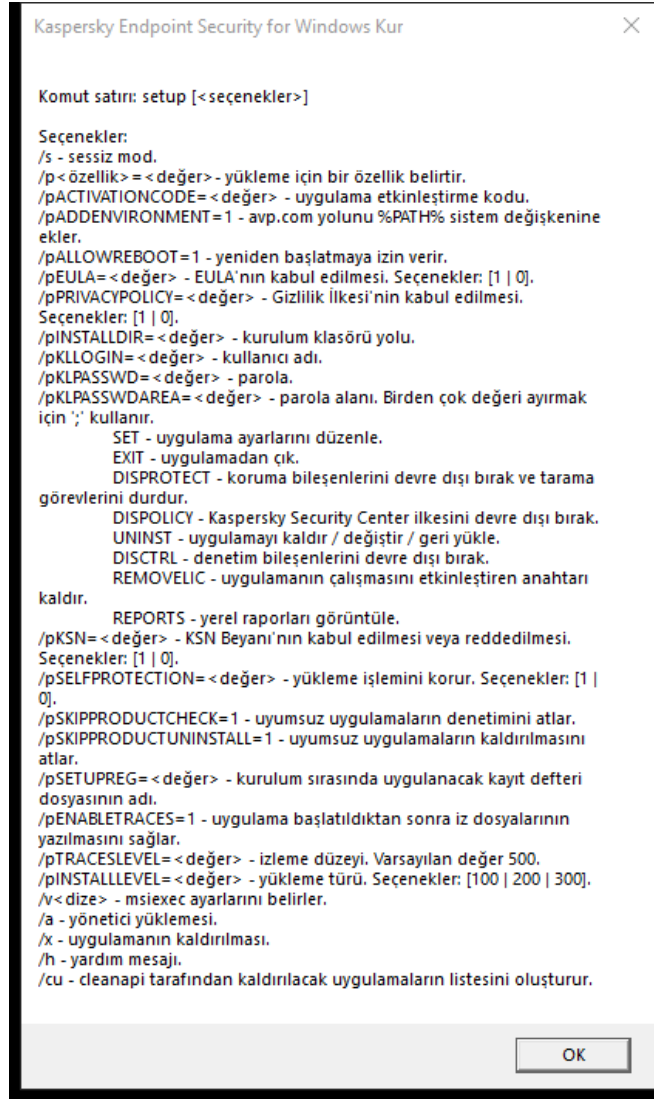 Kaspersky Endpoint Security for Windows Kur
Komut satırı: setup [<seçenekler>]
Seçenekler:
/s - sessiz mod.
/p<özellik>=<değer>- yükleme için bir özellik belirtir.
/pACTIVATIONCODE=<değer> - uygulama etkinleştirme kodu.
/pADDENVIRONMENT=1 - avp.com yolunu %PATH% sistem değişkenine
ekler.
/pALLOWREBOOT=1 - yeniden başlatmaya izin verir.
/pEULA=<değer> - EULA'nın kabul edilmesi. Seçenekler: [1 | 0].
/pPRIVACYPOLICY=<değer> - Gizlilik İlkesi'nin kabul edilmesi.
Seçenekler: [1 | 0].
/pINSTALLDIR=<değer> - kurulum klasörü yolu.
/pKLLOGIN=<değer> - kullanıcı adı.
/pKLPASSWD=<değer> - parola.
/pKLPASSWDAREA=<değer> - parola alanı. Birden çok değeri ayırmak
için ';' kullanır.
SET - uygulama ayarlarını düzenle.
EXIT - uygulamadan çık.
DISPROTECT - koruma bileşenlerini devre dışı bırak ve tarama
görevlerini durdur.
DISPOLICY - Kaspersky Security Center ilkesini devre dışı bırak.
UNINST - uygulamayı kaldır / değiştir / geri yükle.
DISCTRL - denetim bileşenlerini devre dışı bırak.
REMOVELIC - uygulamanın çalışmasını etkinleştiren anahtarı
kaldır.
REPORTS - yerel raporları görüntüle.
/pKSN=<değer> - KSN Beyanı'nın kabul edilmesi veya reddedilmesi.
Seçenekler: [1 | 0].
/pSELFPROTECTION=<değer> - yükleme işlemini korur. Seçenekler: [1 |
0].
/pSKIPPRODUCTCHECK=1 - uyumsuz uygulamaların denetimini atlar.
/pSKIPPRODUCTUNINSTALL=1 - uyumsuz uygulamaların kaldırılmasını
atlar.
/pSETUPREG=<değer> - kurulum sırasında uygulanacak kayıt defteri
dosyasının adı.
/pENABLETRACES=1 - uygulama başlatıldıktan sonra iz dosyalarının
yazılmasını sağlar.
/pTRACESLEVEL=<değer> - izleme düzeyi. Varsayılan değer 500.
/pINSTALLLEVEL=<değer> - yükleme türü. Seçenekler: [100 | 200 | 300].
/v<dize> - msiexec ayarlarını belirler.
/a - yönetici yüklemesi.
/x - uygulamanın kaldırılması.
/h - yardım mesajı.
/cu - cleanapi tarafından kaldırılacak uygulamaların listesini oluşturur.
OK